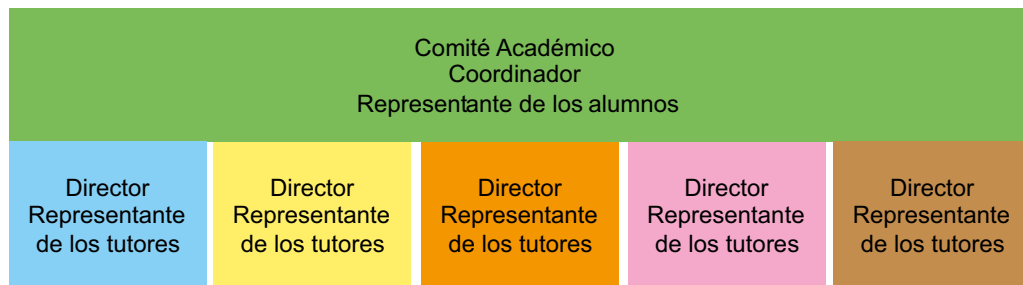 Comité Académico
Coordinador
Representante de los alumnos
Director
Representante
de los tutores
Director
Representante
de los tutores
Director
Representante
de los tutores
Director
Representante
de los tutores
Director
Representante
de los tutores